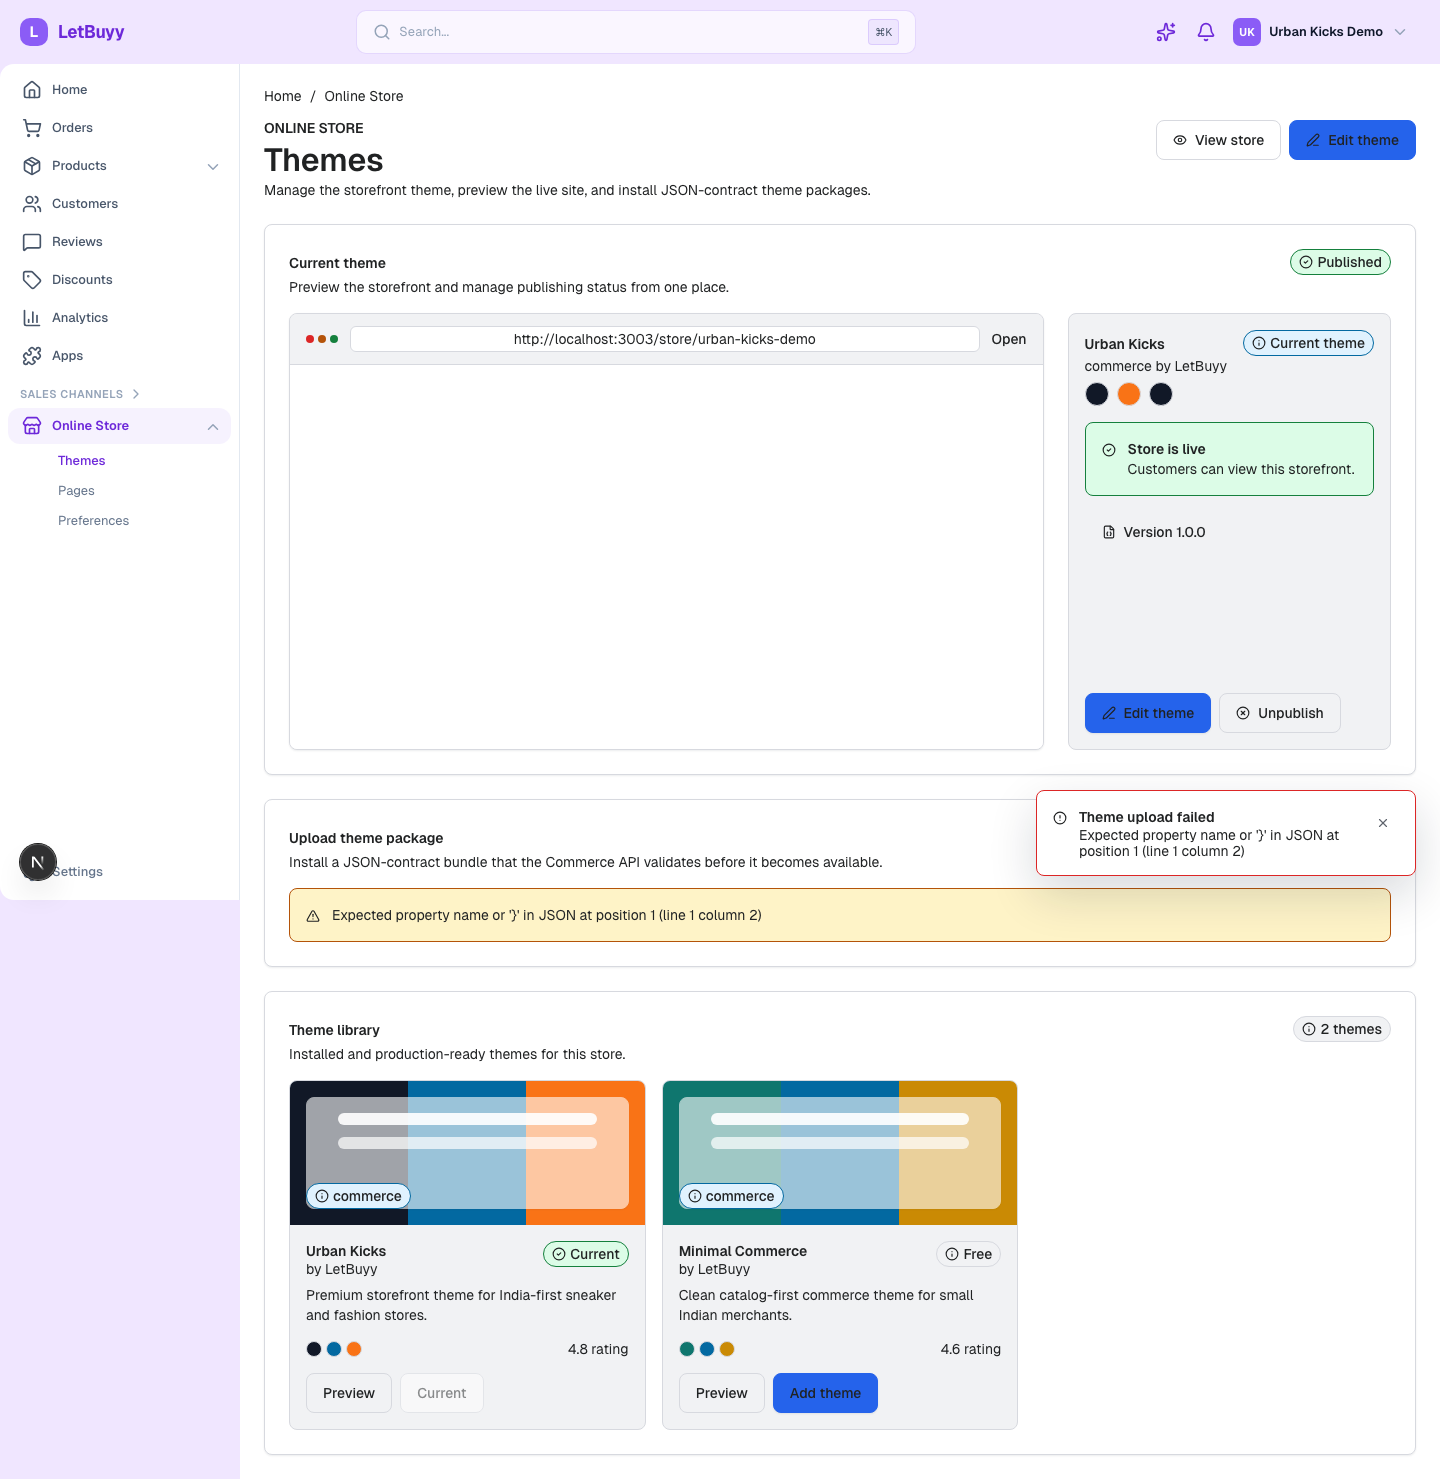 L LetBuyy
Search...
⌘K
UK Urban Kicks Demo
Home
Orders
Products
Customers
Reviews
Discounts
Analytics
Apps
SALES CHANNELS
Online Store
Themes
Pages
Preferences
N
Settings
Home / Online Store
ONLINE STORE
Themes
Manage the storefront theme, preview the live site, and install JSON-contract theme packages.
View store
Edit theme
Current theme
Preview the storefront and manage publishing status from one place.
Published
http://localhost:3003/store/urban-kicks-demo
Open
Urban Kicks
Current theme
commerce by LetBuyy
Store is live
Customers can view this storefront.
Version 1.0.0
Edit theme
Unpublish
Theme upload failed
Expected property name or '}' in JSON at
position 1 (line 1 column 2)
Upload theme package
Install a JSON-contract bundle that the Commerce API validates before it becomes available.
Expected property name or '}' in JSON at position 1 (line 1 column 2)
Theme library
Installed and production-ready themes for this store.
2 themes
commerce
Urban Kicks
Current
by LetBuyy
Premium storefront theme for India-first sneaker
and fashion stores.
4.8 rating
Preview
Current
commerce
Minimal Commerce
Free
by LetBuyy
Clean catalog-first commerce theme for small
Indian merchants.
4.6 rating
Preview
Add theme